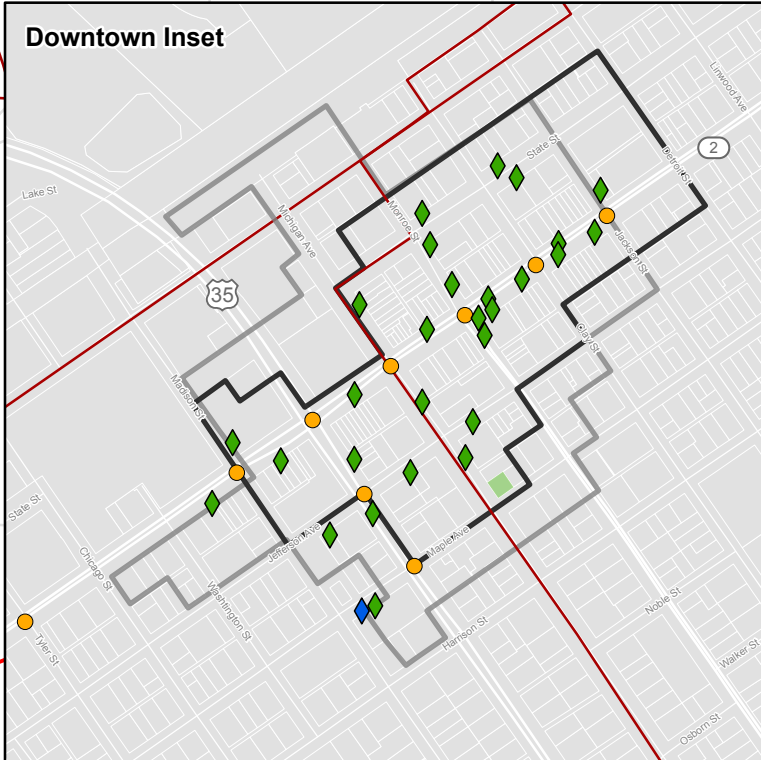 Downtown Inset
Linwood Ave
2
State St
Detroit St
Lake St
Monroe St
Michigan Ave
Jackson St
35
Clay St
Madison St
State St
Jefferson Ave
Maple Ave
Chicago St
Washington St
Noble St
Harrison St
Tyler St
Walker St
Osborn St